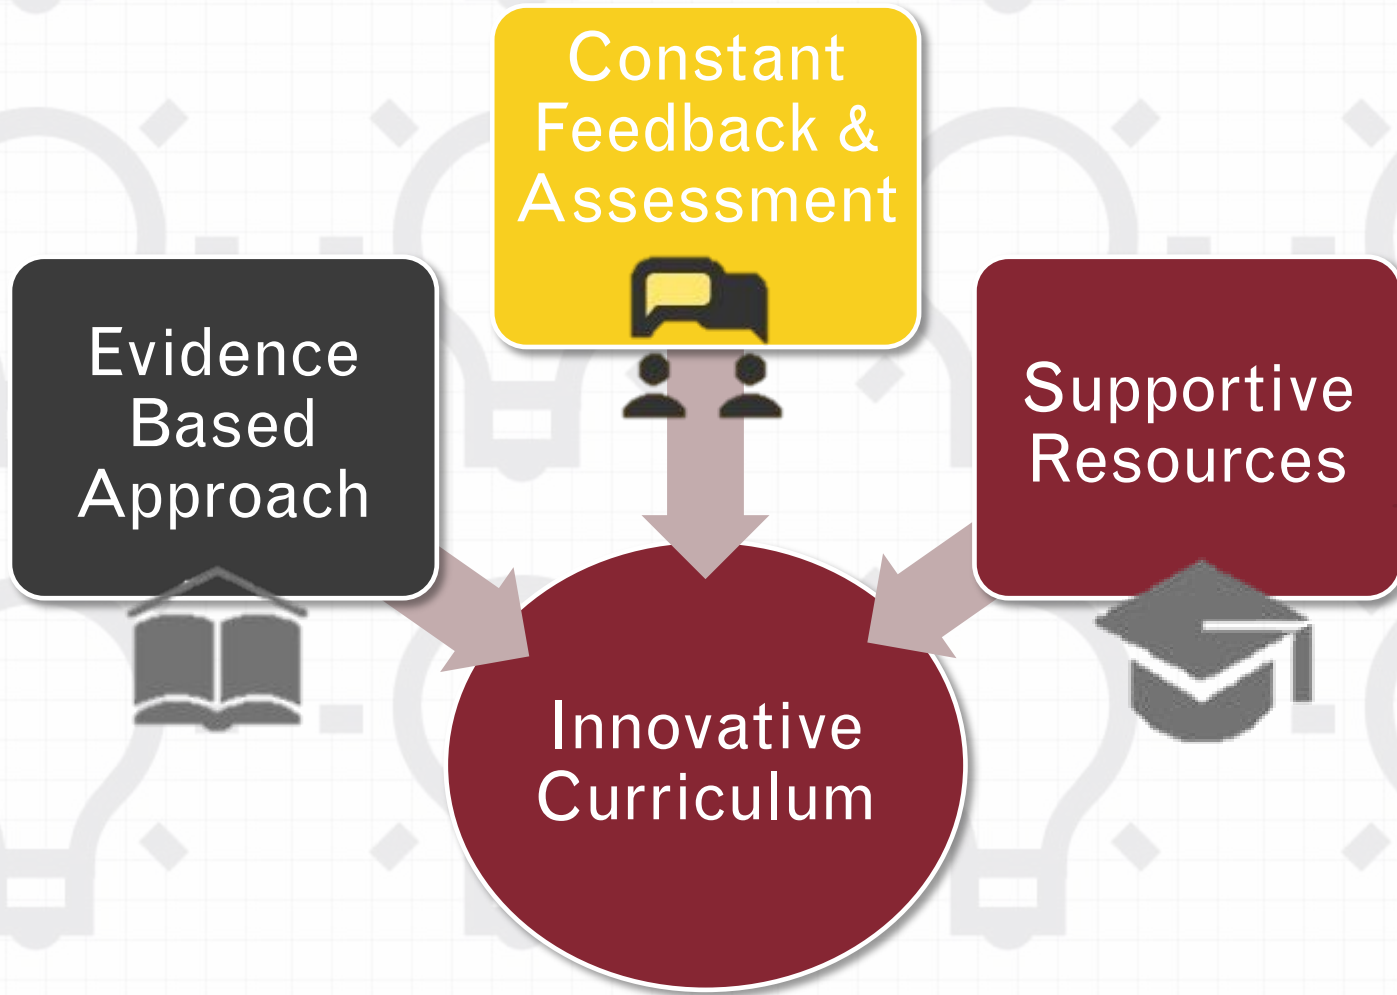 Constant
Feedback &
Assessment
Evidence
Based
Approach
Supportive
Resources
Innovative
Curriculum